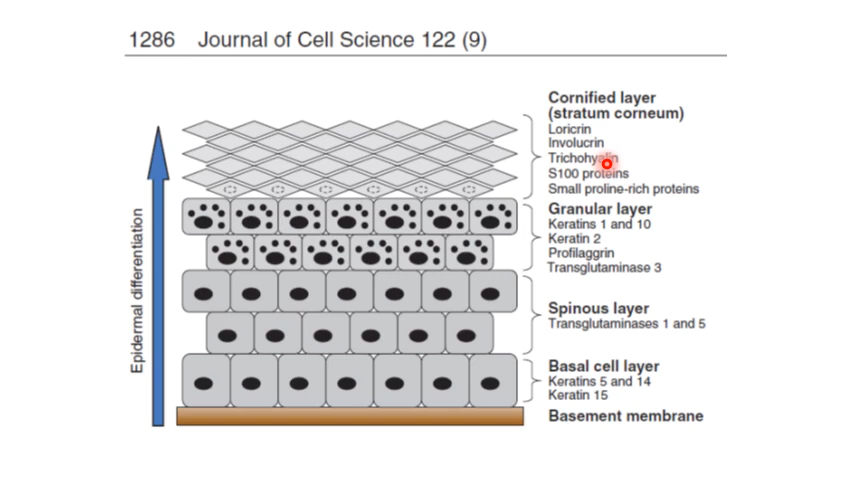 1286 Journal of Cell Science 122 (9)
Cornified layer
(stratum corneum)
Loricrin
Involucrin
Trichohyalin
S100 proteins
Small proline-rich proteins
Granular layer
Keratins 1 and 10
Keratin 2
Profilaggrin
Transglutaminase 3
Spinous layer
Transglutaminases 1 and 5
Basal cell layer
Keratins 5 and 14
Keratin 15
Basement membrane
Epidermal differentiation